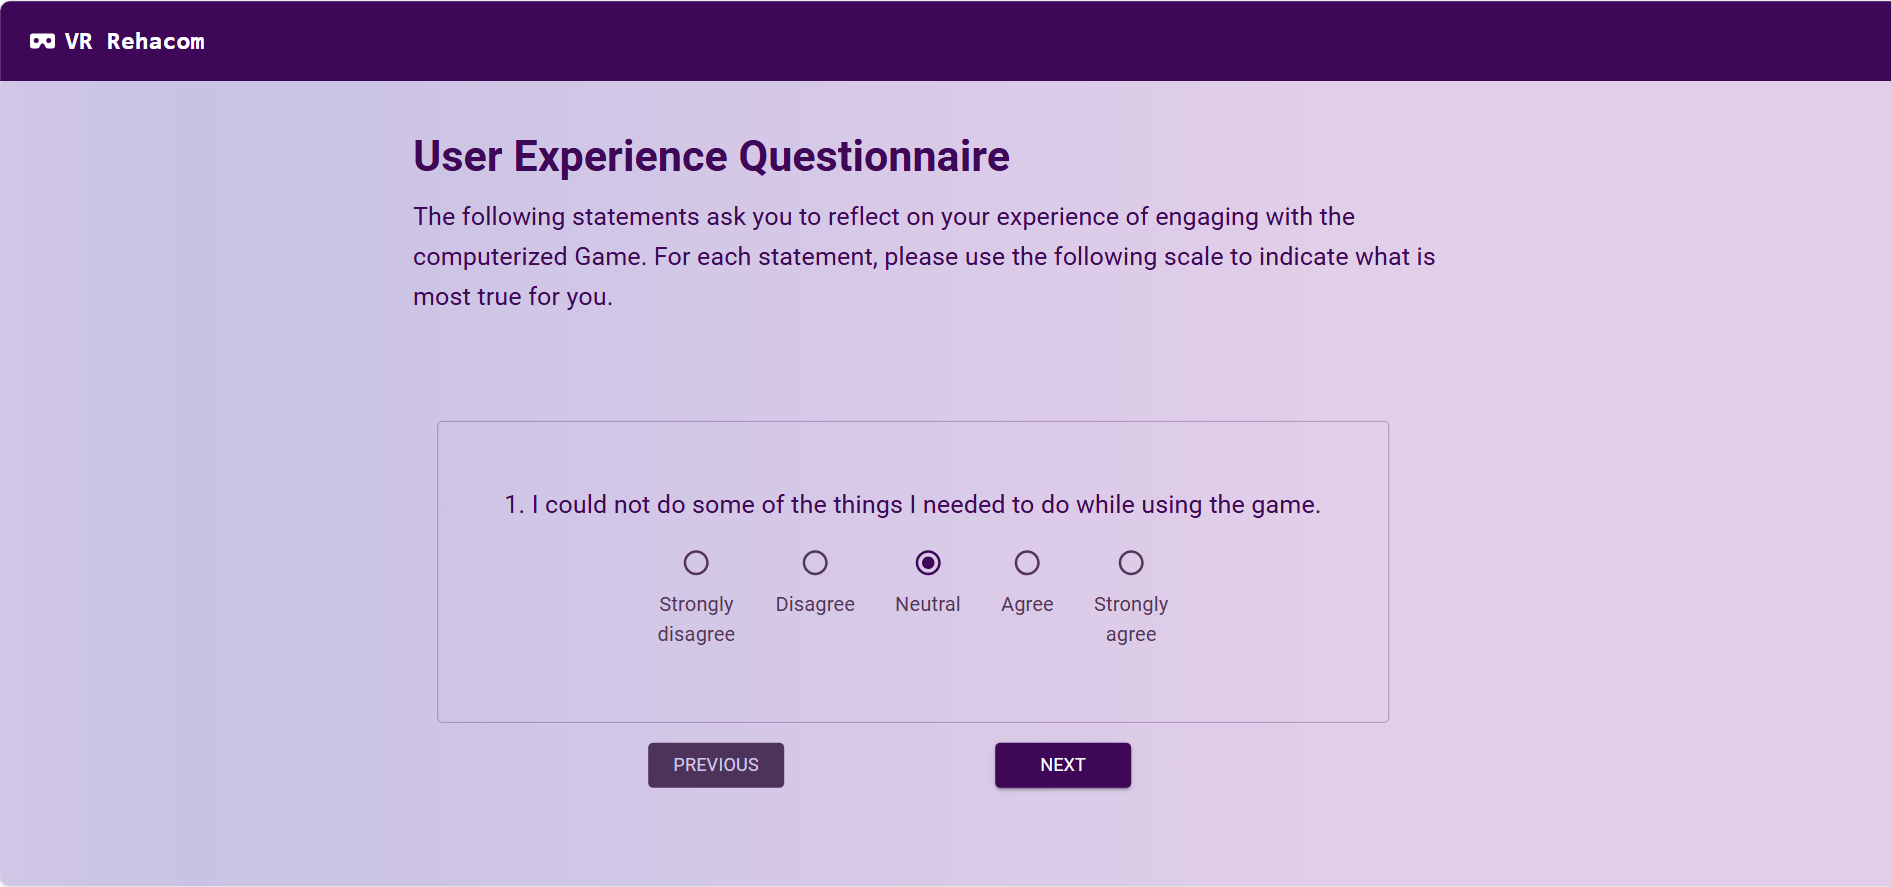 VR Rehacom
User Experience Questionnaire
The following statements ask you to reflect on your experience of engaging with the
computerized Game. For each statement, please use the following scale to indicate what is
most true for you.
1. I could not do some of the things I needed to do while using the game.
Strongly disagree
Disagree
Neutral
Agree
Strongly agree
PREVIOUS
NEXT